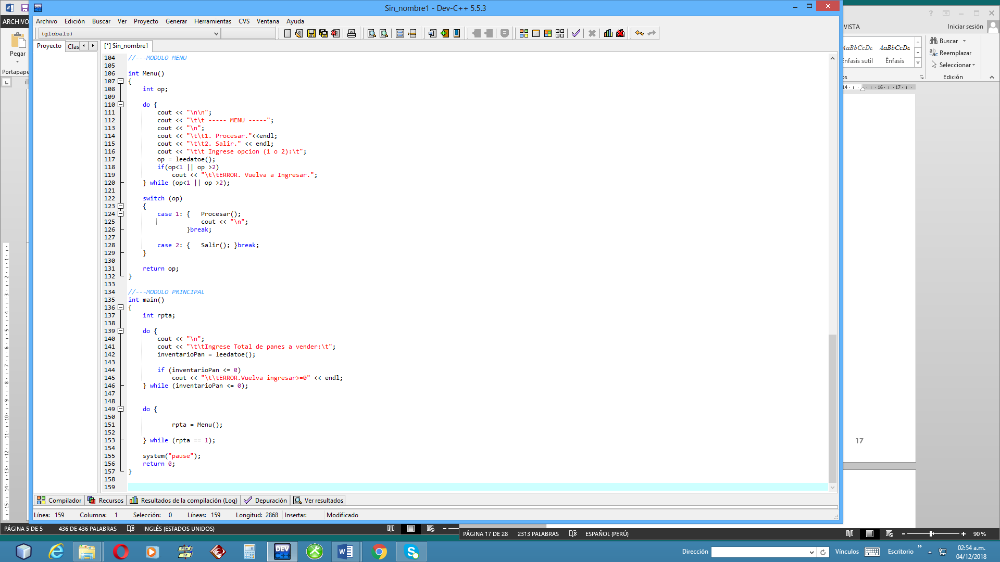 Sin_nombre1 - Dev-C++ 5.5.3
ARCHIVO
Archivo Edición Buscar Ver Proyecto Generar Herramientas CVS Ventana Ayuda
VISTA
Iniciar sesión
(globals)
Pegar
Portapape
Proyecto Clas [*] Sin_nombre1
Buscar
Reemplazar
Seleccionar
Edición
AaBbCcDc AaBbCcDc
Énfasis sutil Énfasis
14 16 17
104 //---MODULO MENU
105
106 int Menu()
107 {
108 int op;
109
110 do {
111 cout << "\n\n";
112 cout << "\t\t ----- MENU -----";
113 cout << "\n";
114 cout << "\t\t1. Procesar."<<endl;
115 cout << "\t\t2. Salir." << endl;
116 cout << "\t\t Ingrese opcion (1 o 2):\t";
117 op = leedatoe();
118 if(op<1 || op >2)
119 cout << "\t\tERROR. Vuelva a Ingresar.";
120 } while (op<1 || op >2);
121
122 switch (op)
123 {
124 case 1: { Procesar();
125 cout << "\n";
126 }break;
127
128 case 2: { Salir(); }break;
129 }
130
131 return op;
132 }
133
134 //---MODULO PRINCIPAL
135 int main()
136 {
137 int rpta;
138
139 do {
140 cout << "\n";
141 cout << "\t\tIngrese Total de panes a vender:\t";
142 inventarioPan = leedatoe();
143
144 if (inventarioPan <= 0)
145 cout << "\t\tERROR.Vuelva ingresar>=0" << endl;
146 } while (inventarioPan <= 0);
147
148
149 do {
150
151 rpta = Menu();
152
153 } while (rpta == 1);
154
155 system("pause");
156 return 0;
157 }
158
159
17
Compilador Recursos Resultados de la compilación (Log) Depuración Ver resultados
Línea: 159 Columna: 1 Selección: 0 Líneas: 159 Longitud: 2868 Insertar: Modificado
PÁGINA 5 DE 5 436 DE 436 PALABRAS INGLÉS (ESTADOS UNIDOS)
PÁGINA 17 DE 28 2313 PALABRAS ESPAÑOL (PERÚ) 90 %
Dirección Vínculos Escritorio
02:54 a.m.
04/12/2018